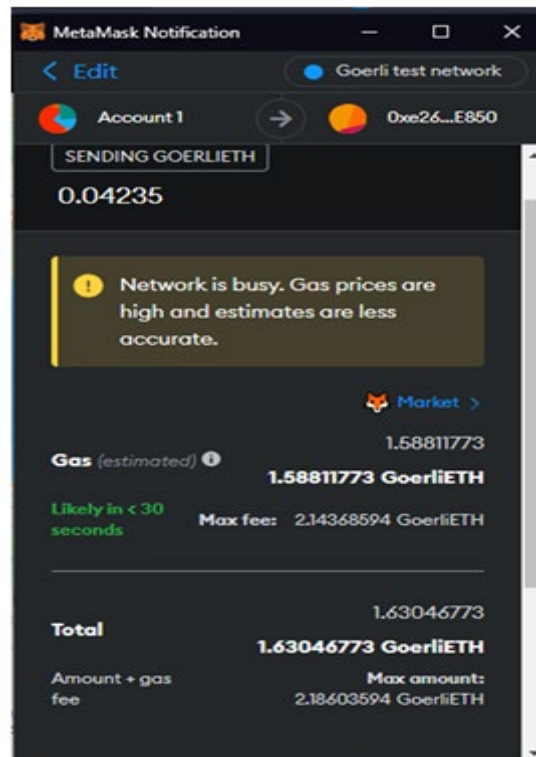 MetaMask Notification
< Edit
Goerli test network
Account 1
0xe26...E850
SENDING GOERLIETH
0.04235
Network is busy. Gas prices are
high and estimates are less
accurate.
Market >
1.58811773
Gas (estimated)
1.58811773 GoerliETH
Likely in < 30
seconds
Max fee: 2.14368594 GoerliETH
1.63046773
Total
1.63046773 GoerliETH
Amount + gas
fee
Max amount:
2.18603594 GoerliETH